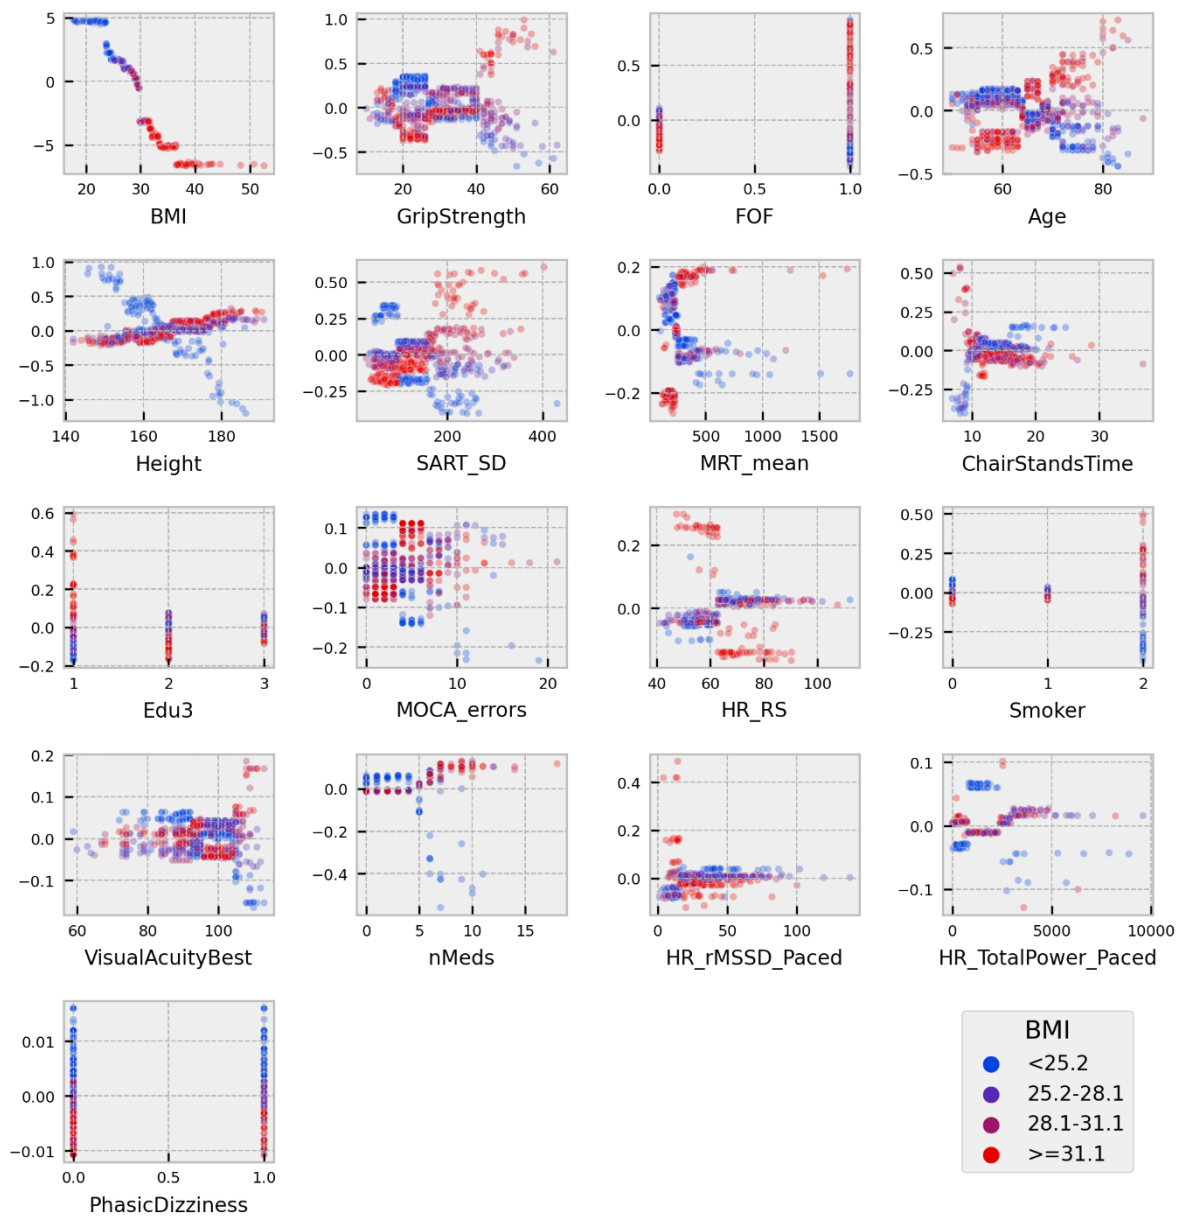 5
0
−5
20 30 40 50
BMI
1.0
0.5
0.0
−0.5
20 40 60
GripStrength
0.5
0.0
0.0 0.5 1.0
FOF
0.5
0.0
−0.5
60 80
Age
1.0
0.5
0.0
−0.5
−1.0
140 160 180
Height
0.50
0.25
0.00
−0.25
200 400
SART_SD
0.2
0.0
−0.2
500 1000 1500
MRT_mean
0.50
0.25
0.00
−0.25
10 20 30
ChairStandsTime
0.6
0.4
0.2
0.0
−0.2
1 2 3
Edu3
0.1
0.0
−0.1
−0.2
0 10 20
MOCA_errors
0.2
0.0
40 60 80 100
HR_RS
0.50
0.25
0.00
−0.25
0 1 2
Smoker
0.2
0.1
0.0
−0.1
60 80 100
VisualAcuityBest
0.0
−0.2
−0.4
0 5 10 15
nMeds
0.4
0.2
0.0
0 50 100
HR_rMSSD_Paced
0.1
0.0
−0.1
0 5000 10000
HR_TotalPower_Paced
0.01
0.00
−0.01
0.0 0.5 1.0
PhasicDizziness
BMI
<25.2
25.2-28.1
28.1-31.1
>=31.1